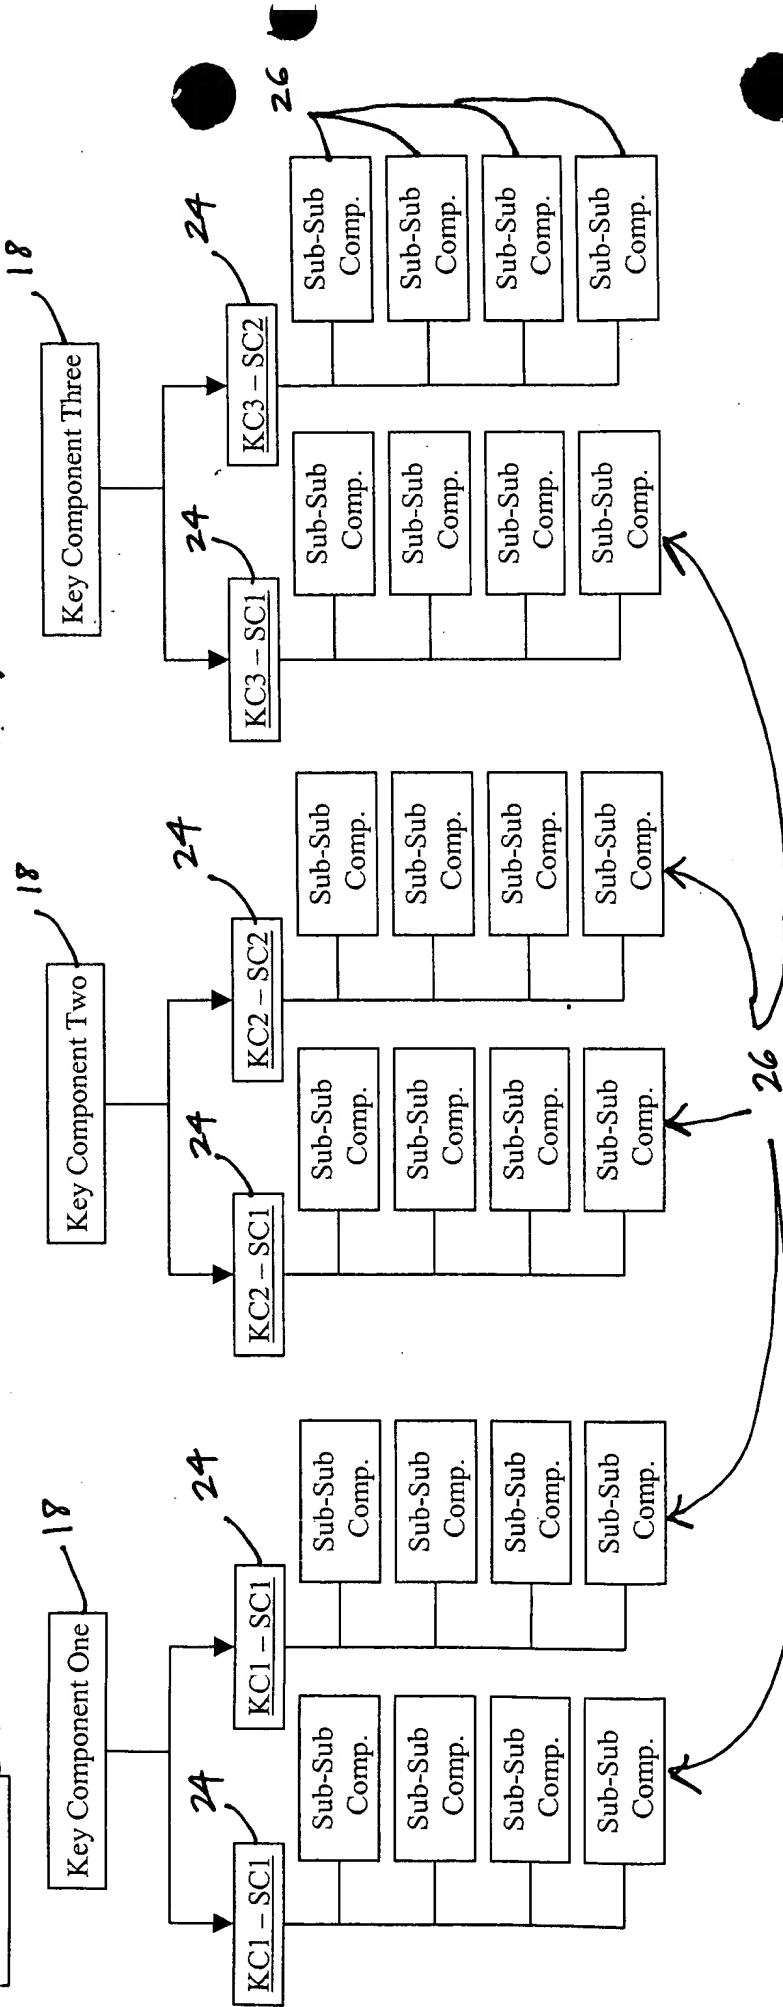 18
18
18
Key Component One
Key Component Two
Key Component Three
24
24
24
24
24
24
KC1 – SC1
KC1 – SC1
KC2 – SC1
KC2 – SC2
KC3 – SC1
KC3 – SC2
26
Sub-Sub
Comp.
Sub-Sub
Comp.
Sub-Sub
Comp.
Sub-Sub
Comp.
Sub-Sub
Comp.
Sub-Sub
Comp.
Sub-Sub
Comp.
Sub-Sub
Comp.
Sub-Sub
Comp.
Sub-Sub
Comp.
Sub-Sub
Comp.
Sub-Sub
Comp.
Sub-Sub
Comp.
Sub-Sub
Comp.
Sub-Sub
Comp.
Sub-Sub
Comp.
Sub-Sub
Comp.
Sub-Sub
Comp.
Sub-Sub
Comp.
Sub-Sub
Comp.
Sub-Sub
Comp.
Sub-Sub
Comp.
Sub-Sub
Comp.
Sub-Sub
Comp.
26